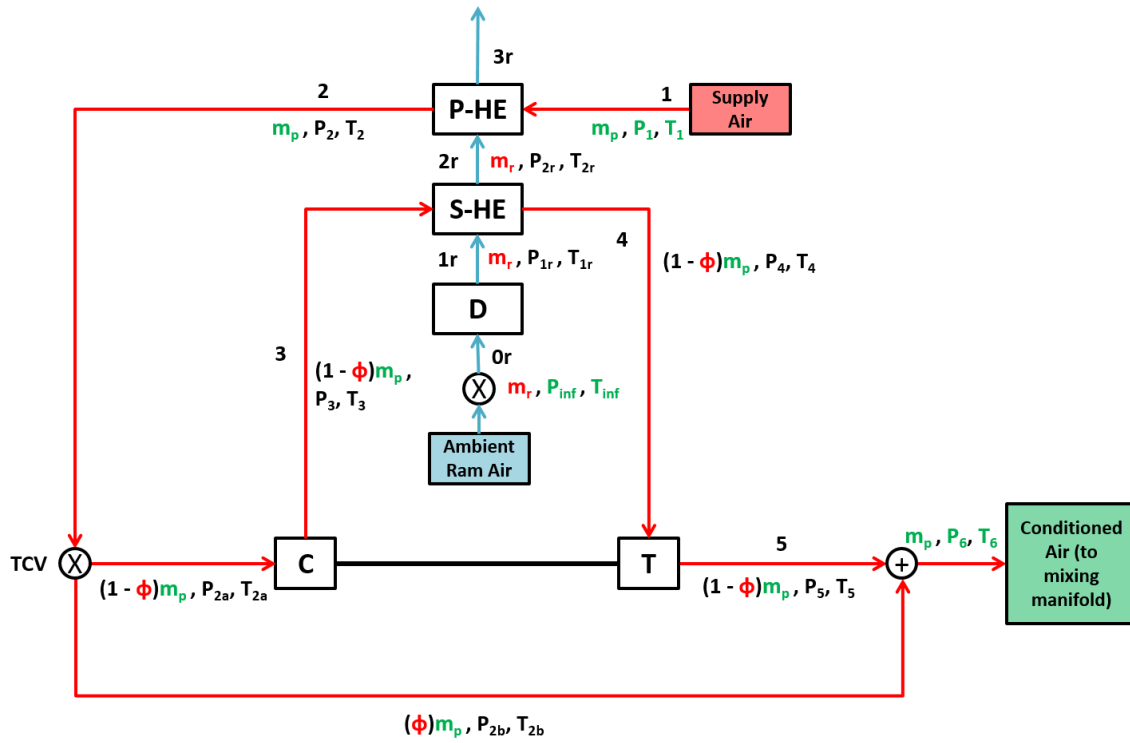 3r
2
P-HE
1
Supply
Air
m_p , P_2, T_2
m_p , P_1, T_1
2r
m_r , P_2r, T_2r
S-HE
4
1r
m_r , P_1r, T_1r
(1 - ϕ)m_p , P_4, T_4
D
3
0r
(1 - ϕ)m_p ,
P_3, T_3
X
m_r , P_inf , T_inf
Ambient
Ram Air
TCV
X
C
T
5
+
m_p , P_6, T_6
Conditioned
Air (to
mixing
manifold)
(1 - ϕ)m_p , P_2a, T_2a
(1 - ϕ)m_p , P_5, T_5
(ϕ)m_p , P_2b, T_2b